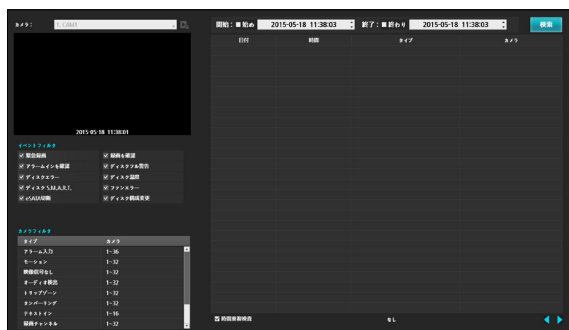 カメラ: 1. CAM1
開始: ■始め 2015-05-18 11:38:03 終了: ■終わり 2015-05-18 11:38:03 検索
日付 時間 タイプ カメラ
2015-05-18 11:38:01
イベントフィルタ
緊急録画 録画を確認
アラームインを確認 ディスクフル警告
ディスクエラー ディスク温度
ディスク S.M.A.R.T. ファンエラー
eSATA切断 ディスク構成変更
カメラフィルタ
タイプ カメラ
アラーム入力 1~36
モーション 1~32
映像信号なし 1~32
オーディオ検出 1~32
トリップゾーン 1~32
タンパーリング 1~32
テキストイン 1~16
録画チャンネル 1~32
なし